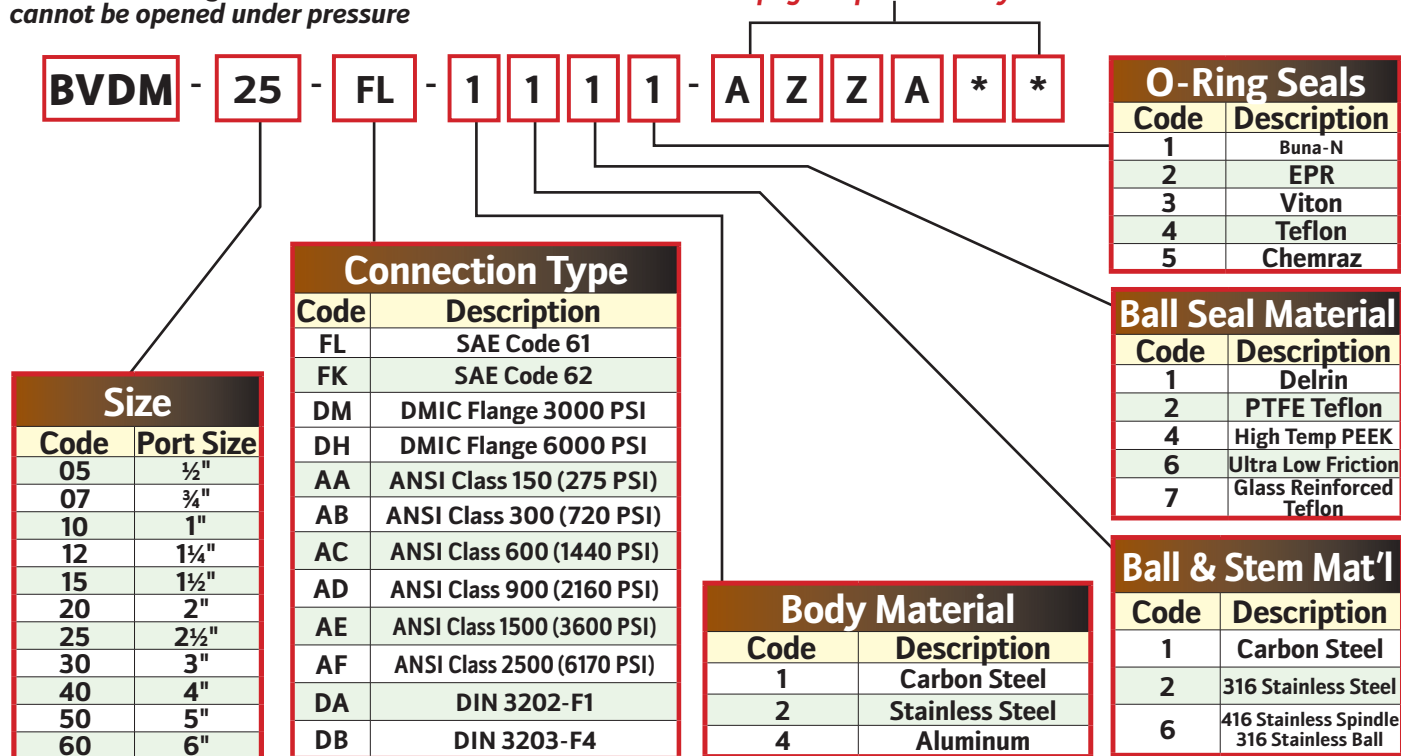 cannot be opened under pressure
BVDM - 25 - FL - 1 1 1 1 - A Z Z A * *
O-Ring Seals
Code Description
1 Buna-N
2 EPR
3 Viton
4 Teflon
5 Chemraz
Connection Type
Code Description
FL SAE Code 61
FK SAE Code 62
DM DMIC Flange 3000 PSI
DH DMIC Flange 6000 PSI
AA ANSI Class 150 (275 PSI)
AB ANSI Class 300 (720 PSI)
AC ANSI Class 600 (1440 PSI)
AD ANSI Class 900 (2160 PSI)
AE ANSI Class 1500 (3600 PSI)
AF ANSI Class 2500 (6170 PSI)
DA DIN 3202-F1
DB DIN 3203-F4
Ball Seal Material
Code Description
1 Delrin
2 PTFE Teflon
4 High Temp PEEK
6 Ultra Low Friction
7 Glass Reinforced
Teflon
Size
Code Port Size
05 ½"
07 ¾"
10 1"
12 1¼"
15 1½"
20 2"
25 2½"
30 3"
40 4"
50 5"
60 6"
Body Material
Code Description
1 Carbon Steel
2 Stainless Steel
4 Aluminum
Ball & Stem Mat'l
Code Description
1 Carbon Steel
2 316 Stainless Steel
6 416 Stainless Spindle
316 Stainless Ball